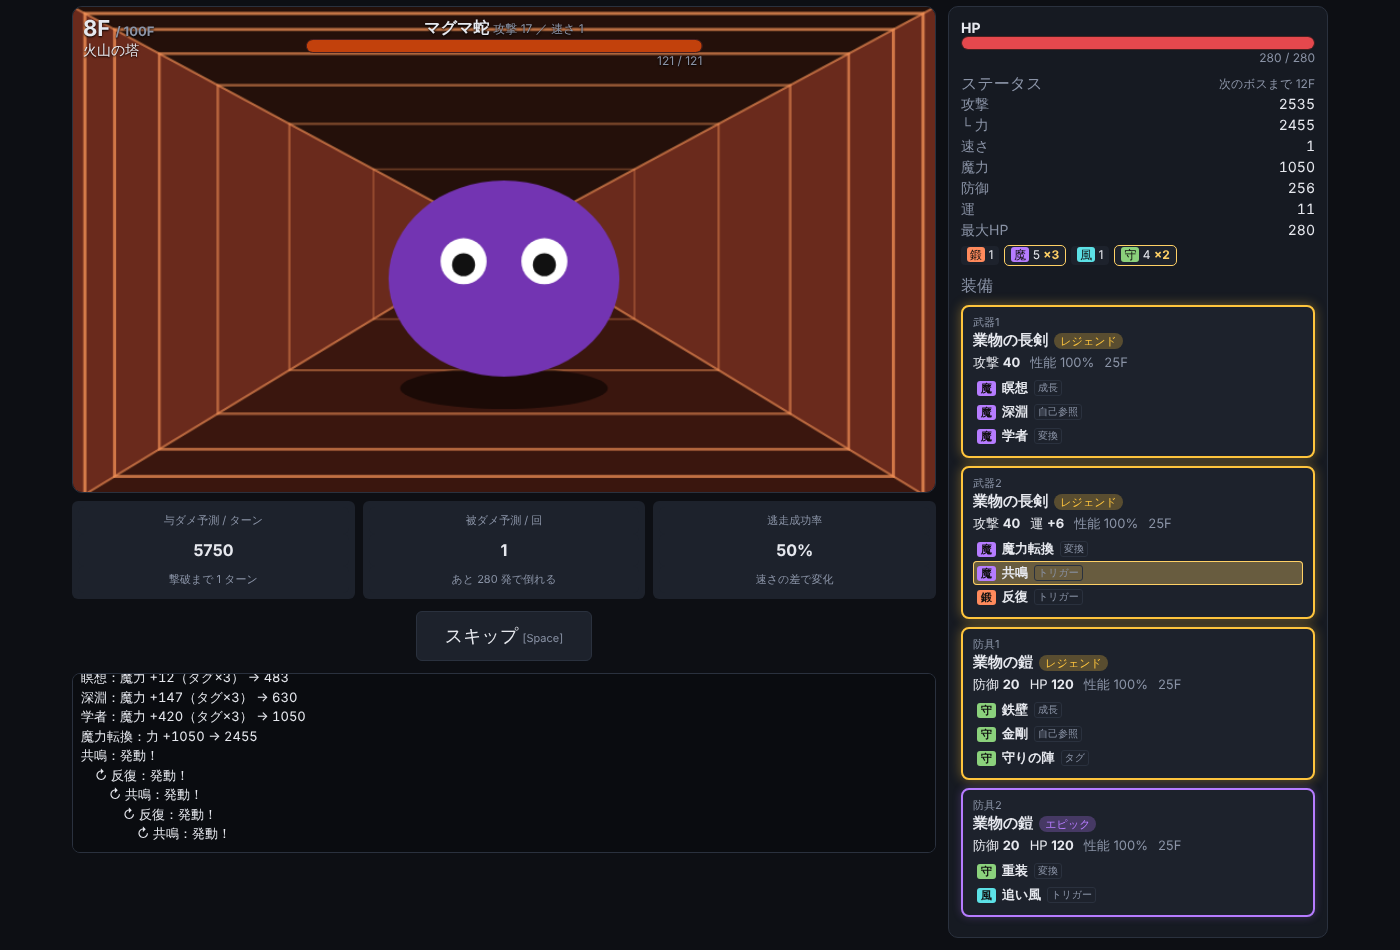 8F / 100F
火山の塔
マグマ蛇 攻撃 17 ／ 速さ 1
121 / 121
与ダメ予測 / ターン
5750
撃破まで 1 ターン
被ダメ予測 / 回
1
あと 280 発で倒れる
逃走成功率
50%
速さの差で変化
スキップ [Space]
瞑想：魔力 +12（タグ×3） → 483
深淵：魔力 +147（タグ×3） → 630
学者：魔力 +420（タグ×3） → 1050
魔力転換：力 +1050 → 2455
共鳴：発動！
↻ 反復：発動！
↻ 共鳴：発動！
↻ 反復：発動！
↻ 共鳴：発動！
HP
280 / 280
ステータス 次のボスまで 12F
攻撃 2535
└ 力 2455
速さ 1
魔力 1050
防御 256
運 11
最大HP 280
鍛 1 魔 5 ×3 風 1 守 4 ×2
装備
武器1
業物の長剣 レジェンド
攻撃 40 性能 100% 25F
魔 瞑想 成長
魔 深淵 自己参照
魔 学者 変換
武器2
業物の長剣 レジェンド
攻撃 40 運 +6 性能 100% 25F
魔 魔力転換 変換
魔 共鳴 トリガー
鍛 反復 トリガー
防具1
業物の鎧 レジェンド
防御 20 HP 120 性能 100% 25F
守 鉄壁 成長
守 金剛 自己参照
守 守りの陣 タグ
防具2
業物の鎧 エピック
防御 20 HP 120 性能 100% 25F
守 重装 変換
風 追い風 トリガー